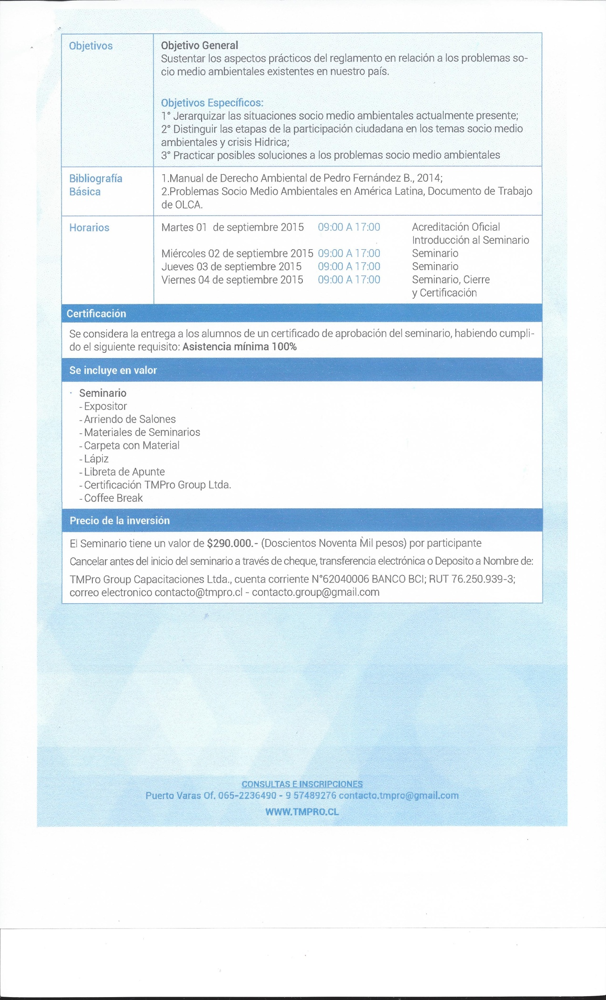 Objetivos
Objetivo General
Sustentar los aspectos prácticos del reglamento en relación a los problemas so-
cio medio ambientales existentes en nuestro país.
Objetivos Específicos:
1° Jerarquizar las situaciones socio medio ambientales actualmente presente;
2° Distinguir las etapas de la participación ciudadana en los temas socio medio
ambientales y crisis Hidrica;
3° Practicar posibles soluciones a los problemas socio medio ambientales
Bibliografía
Básica
1.Manual de Derecho Ambiental de Pedro Fernández B., 2014;
2.Problemas Socio Medio Ambientales en América Latina, Documento de Trabajo
de OLCA.
Horarios
Martes 01 de septiembre 2015 09:00 A 17:00 Acreditación Oficial
Introducción al Seminario
Miércoles 02 de septiembre 2015 09:00 A 17:00 Seminario
Jueves 03 de septiembre 2015 09:00 A 17:00 Seminario
Viernes 04 de septiembre 2015 09:00 A 17:00 Seminario, Cierre
y Certificación
Certificación
Se considera la entrega a los alumnos de un certificado de aprobación del seminario, habiendo cumpli-
do el siguiente requisito: Asistencia mínima 100%
Se incluye en valor
· Seminario
- Expositor
- Arriendo de Salones
- Materiales de Seminarios
- Carpeta con Material
- Lápiz
- Libreta de Apunte
- Certificación TMPro Group Ltda.
- Coffee Break
Precio de la inversión
El Seminario tiene un valor de $290.000.- (Doscientos Noventa Mil pesos) por participante
Cancelar antes del inicio del seminario a través de cheque, transferencia electrónica o Deposito a Nombre de:
TMPro Group Capacitaciones Ltda., cuenta corriente N°62040006 BANCO BCI; RUT 76.250.939-3;
correo electronico contacto@tmpro.cl - contacto.group@gmail.com
CONSULTAS E INSCRIPCIONES
Puerto Varas Of. 065-2236490 - 9 57489276 contacto.tmpro@gmail.com
WWW.TMPRO.CL